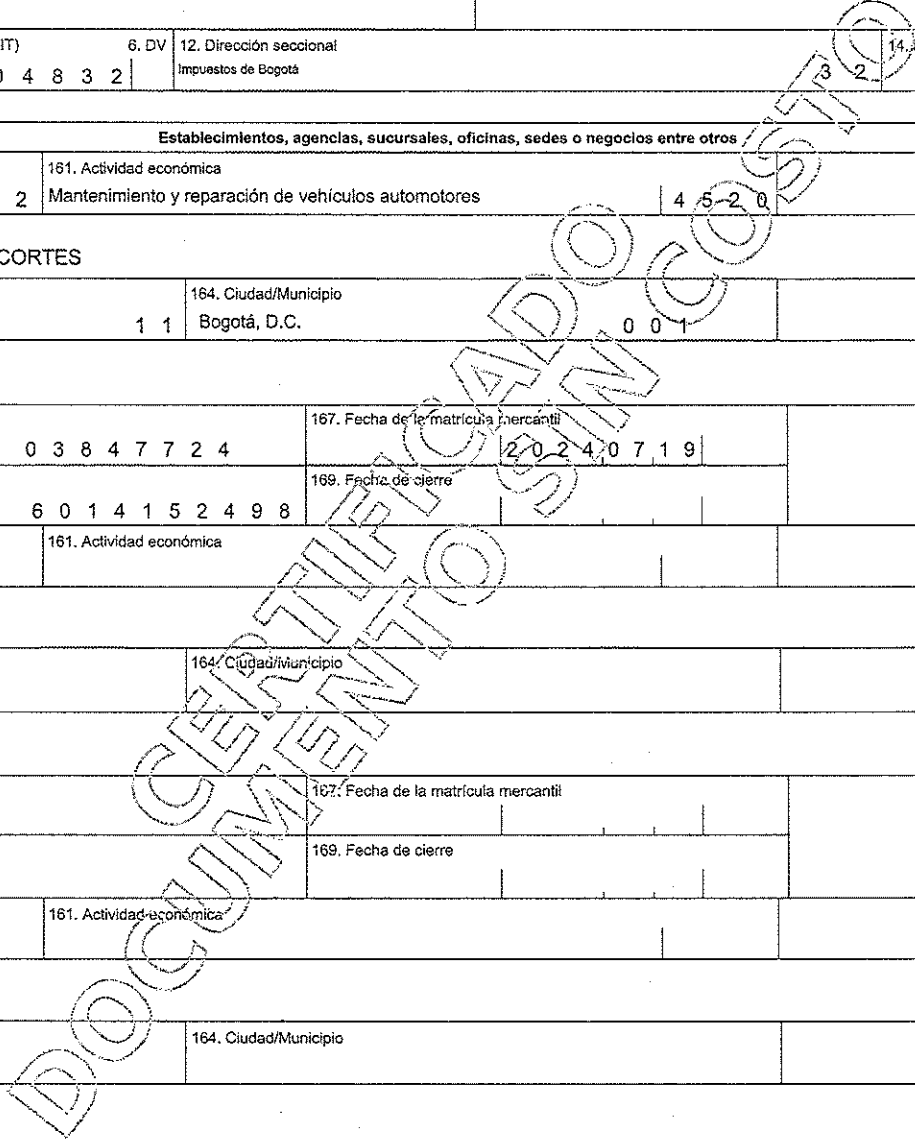 IT) 6. DV 12. Dirección seccional 14.
0 4 8 3 2 Impuestos de Bogotá 3 2
Establecimientos, agencias, sucursales, oficinas, sedes o negocios entre otros
161. Actividad económica
2 Mantenimiento y reparación de vehículos automotores 4 5 2 0
CORTES
164. Ciudad/Municipio
1 1 Bogotá, D.C. 0 0 1
167. Fecha de la matrícula mercantil
0 3 8 4 7 7 2 4 2 0 2 4 0 7 1 9
169. Fecha de cierre
6 0 1 4 1 5 2 4 9 8
161. Actividad económica
164. Ciudad/Municipio
167. Fecha de la matrícula mercantil
169. Fecha de cierre
161. Actividad económica
164. Ciudad/Municipio
CERTIFICADO
DOCUMENTO SIN COSTO